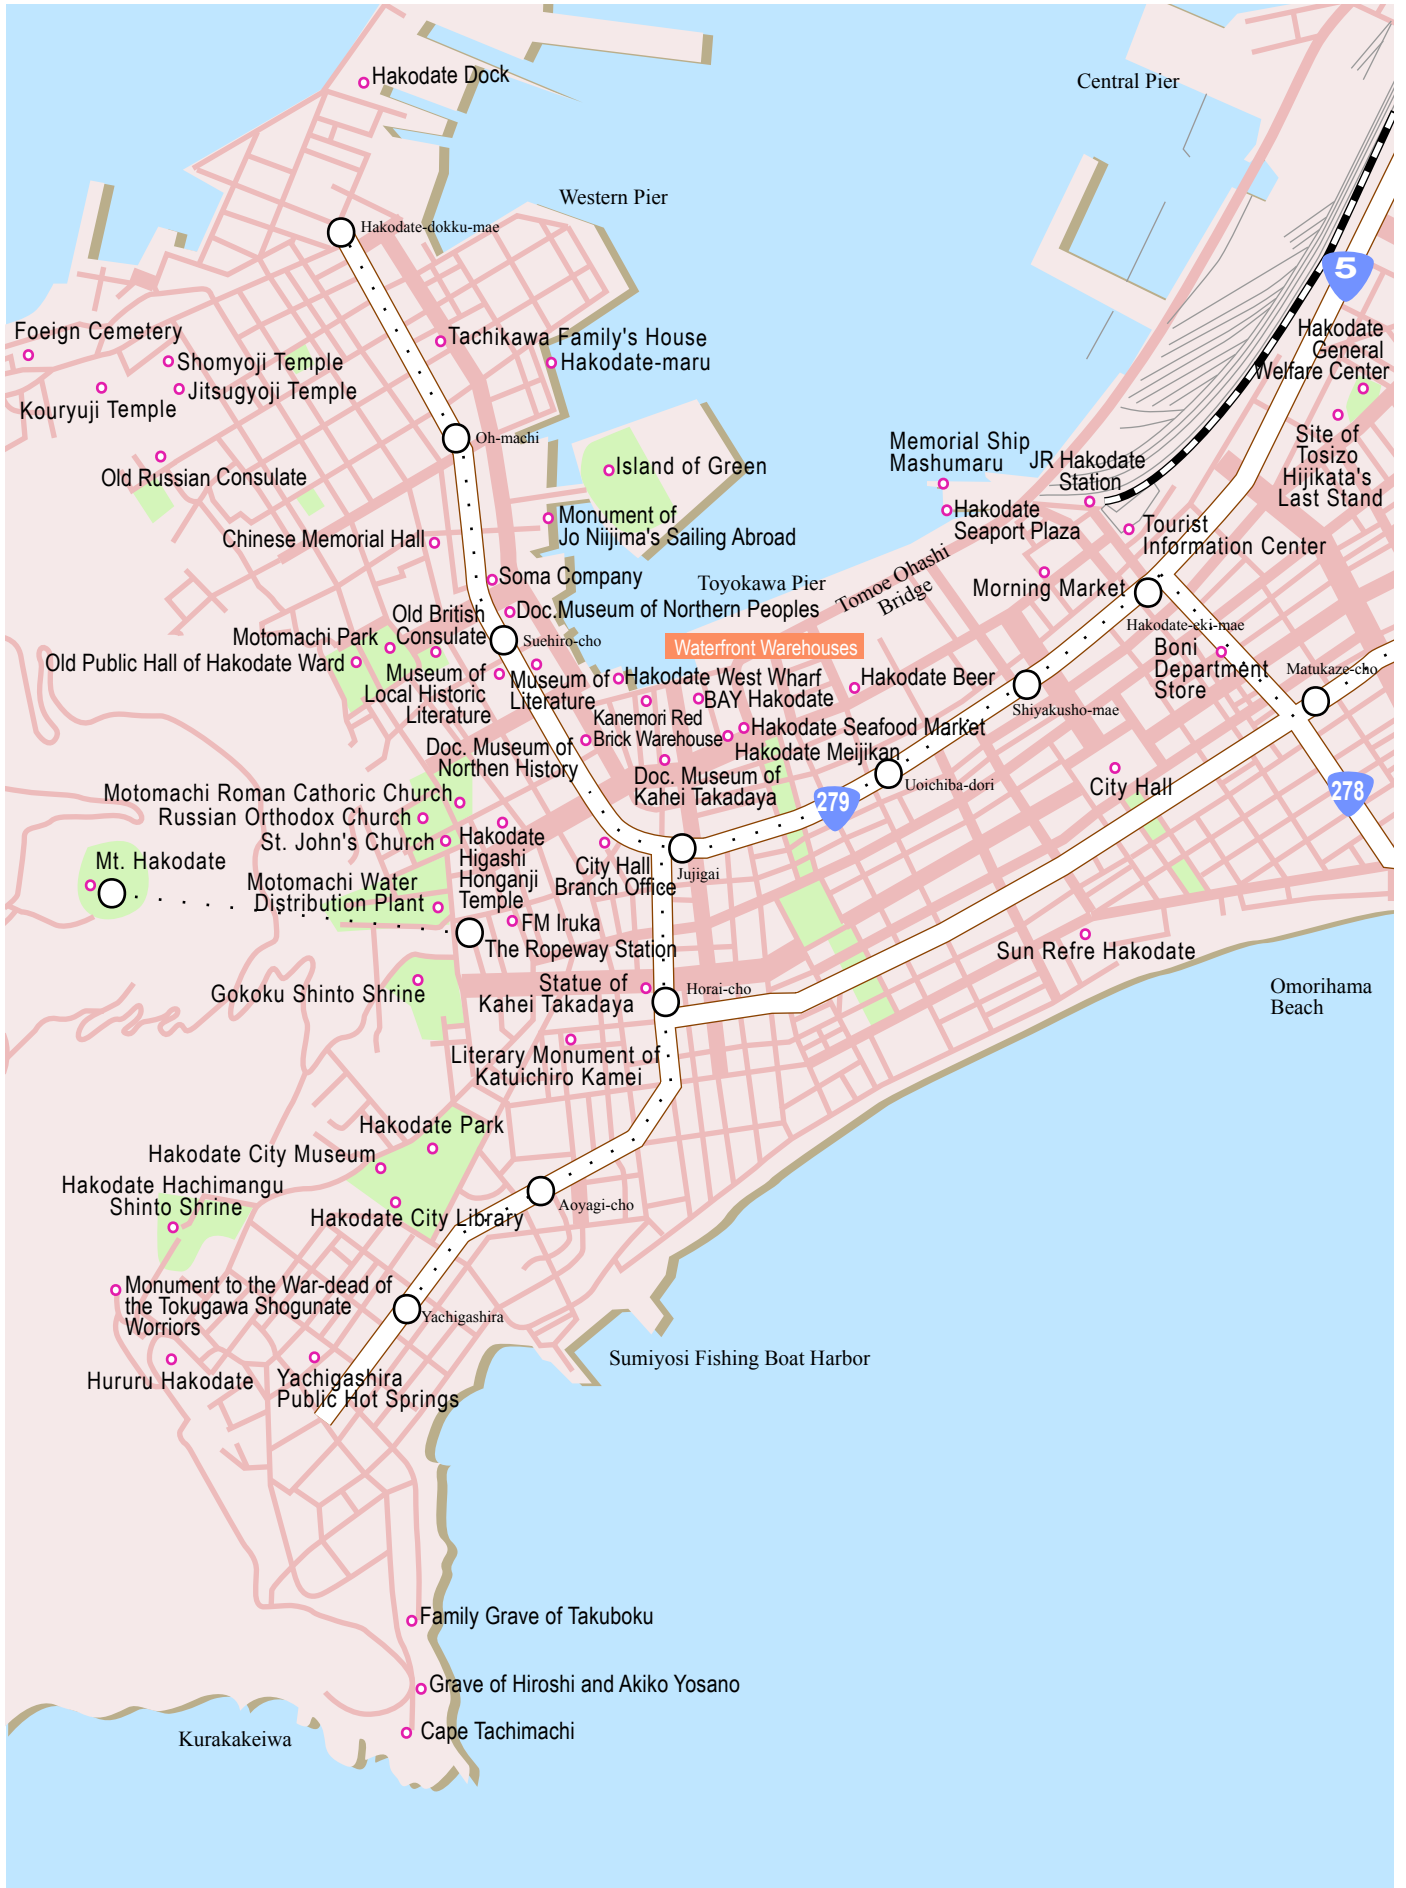 Hakodate Dock
Central Pier
Western Pier
Hakodate-dokku-mae
5
Foeign Cemetery
Tachikawa Family's House
Hakodate-maru
Shomyoji Temple
Jitsugyoji Temple
Kouryuji Temple
Hakodate
General
Welfare Center
Oh-machi
Old Russian Consulate
Island of Green
Memorial Ship
Mashumaru
JR Hakodate
Station
Site of
Tosizo
Hijikata's
Last Stand
Chinese Memorial Hall
Monument of
Jo Niijima's Sailing Abroad
Hakodate
Seaport Plaza
Tourist
Information Center
Soma Company
Toyokawa Pier
Tomoe Ohashi
Bridge
Morning Market
Doc.Museum of Northern Peoples
Old British
Consulate
Motomachi Park
Suehiro-cho
Waterfront Warehouses
Hakodate-eki-mae
Old Public Hall of Hakodate Ward
Museum of
Local Historic
Literature
Museum of
Literature
Hakodate West Wharf
BAY Hakodate
Hakodate Beer
Boni
Department
Store
Matukaze-cho
Shiyakusho-mae
Kanemori Red
Brick Warehouse
Hakodate Seafood Market
Hakodate Meijikan
Doc. Museum of
Northen History
Doc. Museum of
Kahei Takadaya
Uoichiba-dori
City Hall
279
278
Motomachi Roman Cathoric Church
Russian Orthodox Church
St. John's Church
Hakodate
Higashi
Honganji
Temple
City Hall
Branch Office
Jujigai
Mt. Hakodate
Motomachi Water
Distribution Plant
FM Iruka
The Ropeway Station
Sun Refre Hakodate
Omorihama
Beach
Gokoku Shinto Shrine
Statue of
Kahei Takadaya
Horai-cho
Literary Monument of
Katuichiro Kamei
Hakodate Park
Hakodate City Museum
Hakodate Hachimangu
Shinto Shrine
Hakodate City Library
Aoyagi-cho
Monument to the War-dead of
the Tokugawa Shogunate
Worriors
Yachigashira
Hururu Hakodate
Yachigashira
Public Hot Springs
Sumiyosi Fishing Boat Harbor
Family Grave of Takuboku
Grave of Hiroshi and Akiko Yosano
Cape Tachimachi
Kurakakeiwa